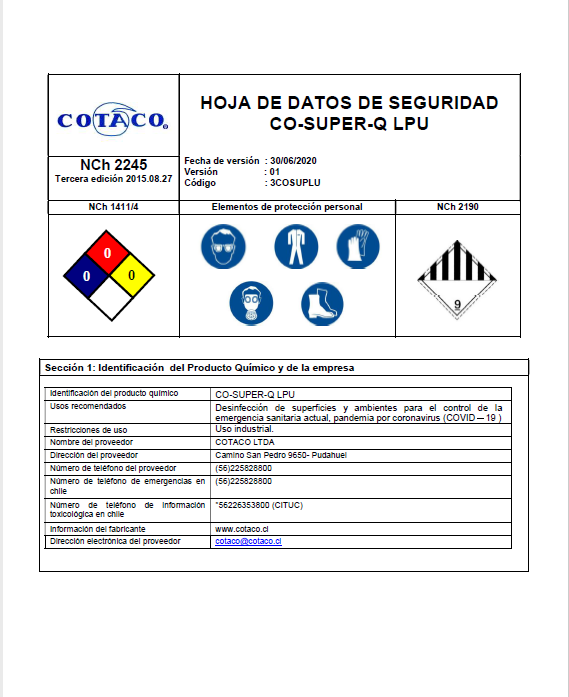 COTACO®
HOJA DE DATOS DE SEGURIDAD
CO-SUPER-Q LPU
NCh 2245
Tercera edición 2015.08.27
Fecha de versión : 30/06/2020
Versión : 01
Código : 3COSUPLU
NCh 1411/4
Elementos de protección personal
NCh 2190
0
0
0
9
Sección 1: Identificación del Producto Químico y de la empresa
Identificación del producto químico CO-SUPER-Q LPU
Usos recomendados Desinfección de superficies y ambientes para el control de la
emergencia sanitaria actual, pandemia por coronavirus (COVID – 19 )
Restricciones de uso Uso industrial.
Nombre del proveedor COTACO LTDA
Dirección del proveedor Camino San Pedro 9650- Pudahuel
Número de teléfono del proveedor (56)225828800
Número de teléfono de emergencias en (56)225828800
chile
Número de teléfono de información *56226353800 (CITUC)
toxicológica en chile
Información del fabricante www.cotaco.cl
Dirección electrónica del proveedor cotaco@cotaco.cl